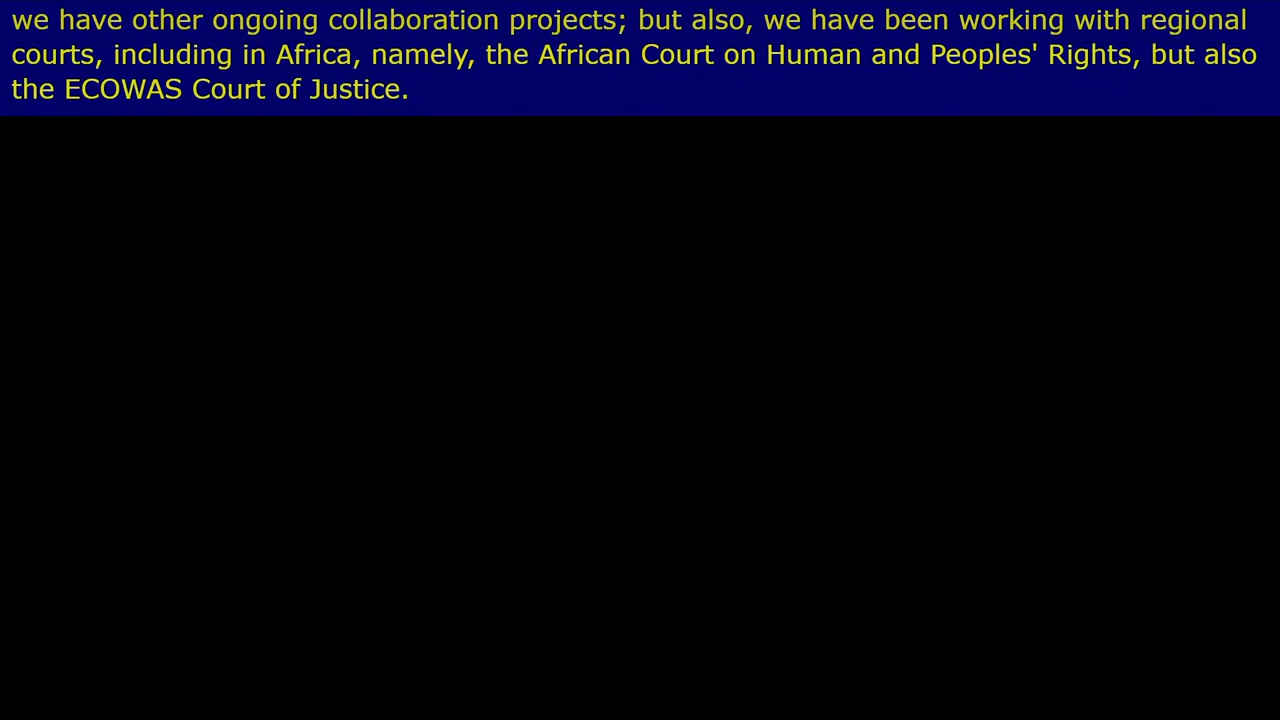 we have other ongoing collaboration projects; but also, we have been working with regional
courts, including in Africa, namely, the African Court on Human and Peoples' Rights, but also
the ECOWAS Court of Justice.